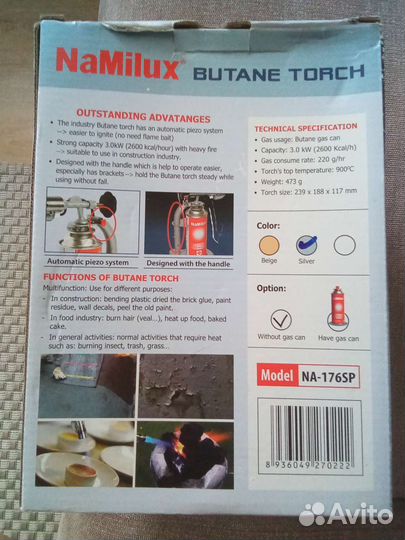 NaMilux® BUTANE TORCH
OUTSTANDING ADVATANGES
• The industry Butane torch has an automatic piezo system
--> easier to ignite (no need flame bait)
• Strong capacity 3.0kW (2600 kcal/hour) with heavy fire
--> suitable to use in construction industry.
• Designed with the handle which is help to operate easier,
especially has brackets --> hold the Butane torch steady while
using without fail.
Automatic piezo system
Designed with the handle
FUNCTIONS OF BUTANE TORCH
Multifunction: Use for different purposes:
- In construction: bending plastic dried the brick glue, paint
residue, wall decals, peel the old paint.
- In food industry: burn hair (veal...), heat up food, baked
cake.
- In general activities: normal activities that require heat
such as: burning insect, trash, grass...
TECHNICAL SPECIFICATION
• Gas usage: Butane gas can
• Capacity: 3.0 kW (2600 Kcal/h)
• Gas consume rate: 220 g/hr
• Torch's top temperature: 900°C
• Weight: 473 g
• Torch size: 239 x 188 x 117 mm
Color:
Beige
Silver
Option:
Without gas can
Have gas can
Model NA-176SP
8 936049 270222
Avito